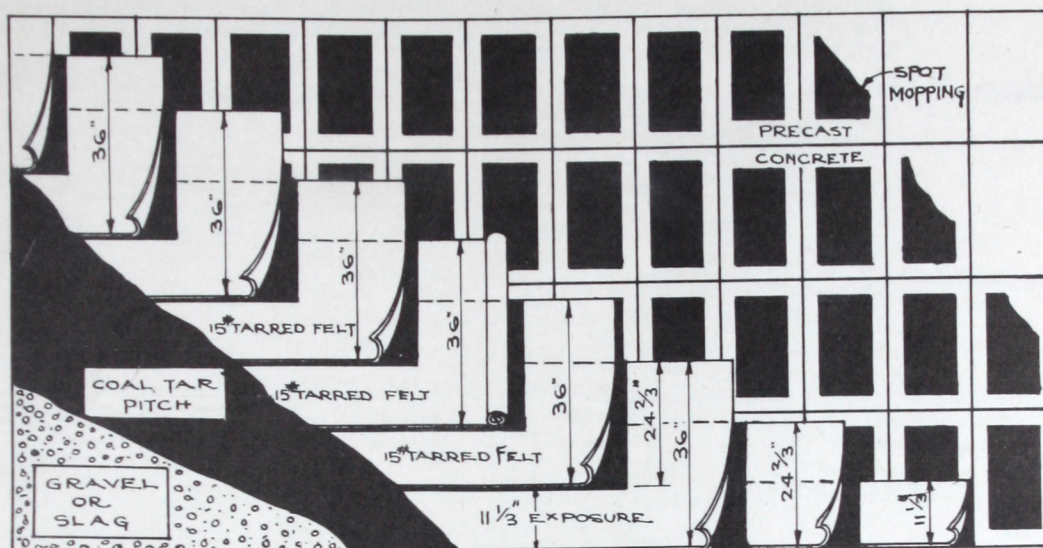 SPOT
MOPPING
PRECAST
CONCRETE
36"
36"
36"
36"
36"
24 2/3"
36"
24 2/3"
11 1/3"
15# TARRED FELT
15# TARRED FELT
15# TARRED FELT
11 1/3" EXPOSURE
COAL TAR
PITCH
GRAVEL
OR
SLAG